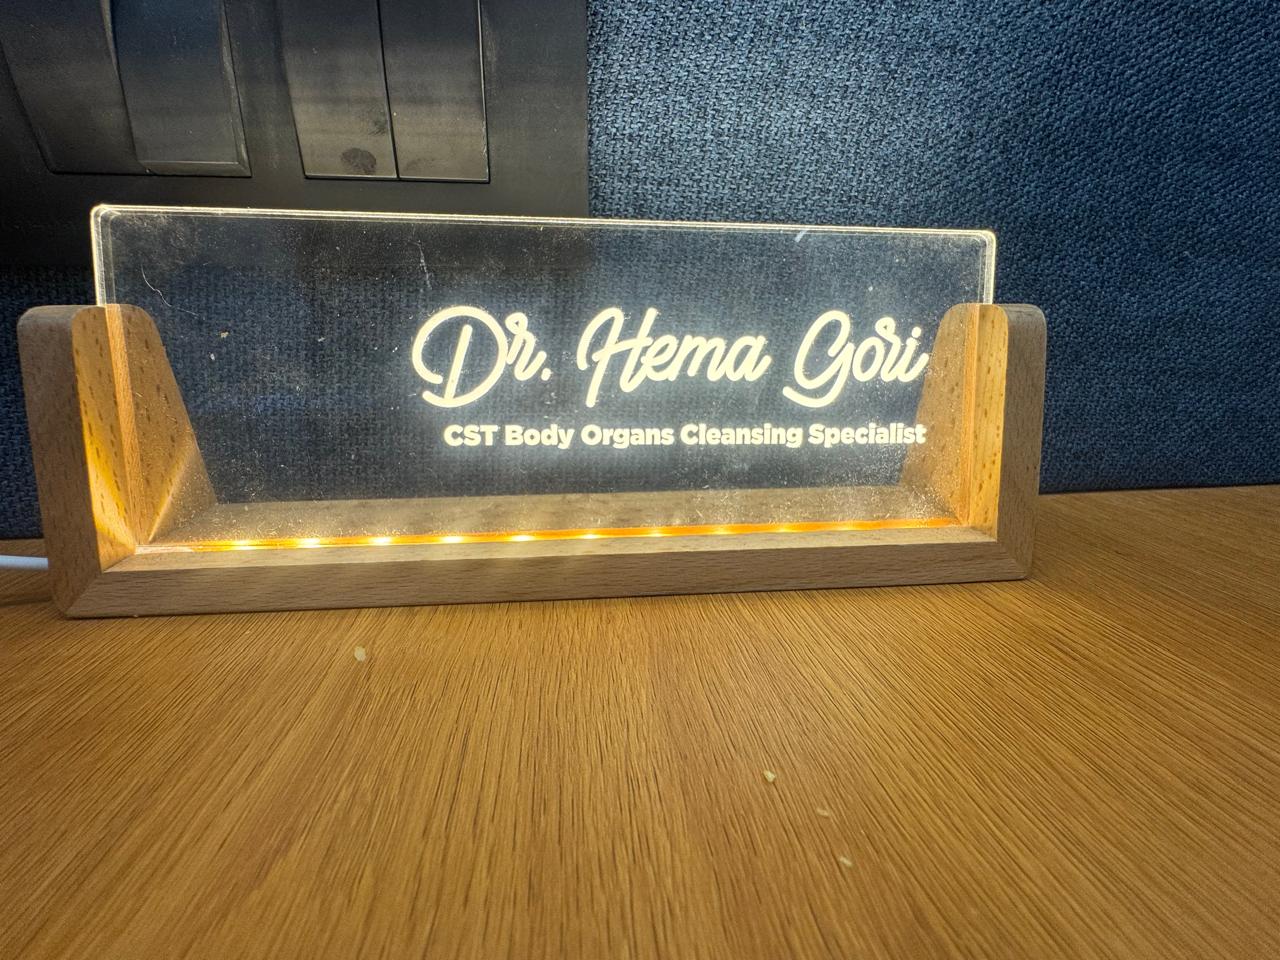 Dr. Hema Gori
CST Body Organs Cleansing Specialist